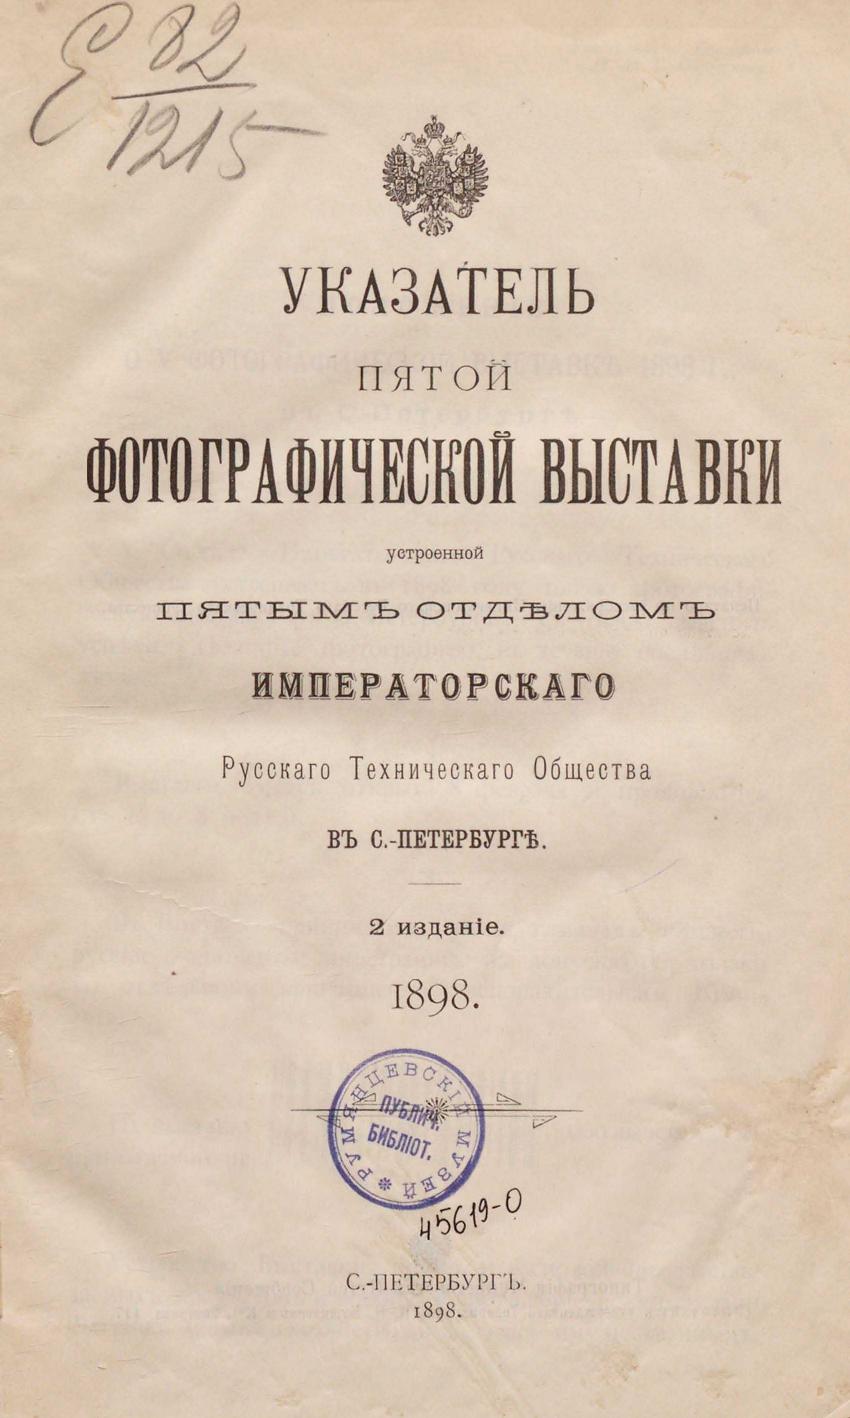 Е 82
1215
УКАЗАТЕЛЬ
ПЯТОЙ
ФОТОГРАФИЧЕСКОЙ ВЫСТАВКИ
устроенной
ПЯТЫМЪ ОТДѢЛОМЪ
ИМПЕРАТОРСКАГО
Русскаго Техническаго Общества
ВЪ С.-ПЕТЕРБУРГѢ.
2 изданіе.
1898.
РУМЯНЦЕВСКІЙ МУЗЕЙ
ПУБЛИЧ.
БИБЛІОТ.
45619-0
С.-ПЕТЕРБУРГЪ.
1898.